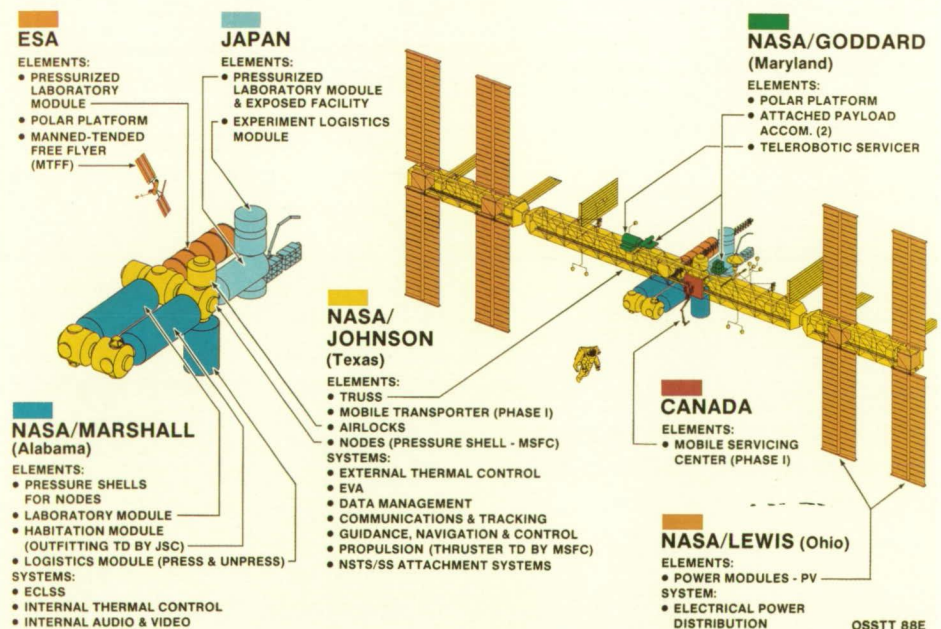 ESA
ELEMENTS:
• PRESSURIZED
LABORATORY
MODULE
• POLAR PLATFORM
• MANNED-TENDED
FREE FLYER
(MTFF)
JAPAN
ELEMENTS:
• PRESSURIZED
LABORATORY MODULE
& EXPOSED FACILITY
• EXPERIMENT LOGISTICS
MODULE
NASA/GODDARD
(Maryland)
ELEMENTS:
• POLAR PLATFORM
• ATTACHED PAYLOAD
ACCOM. (2)
• TELEROBOTIC SERVICER
NASA/MARSHALL
(Alabama)
ELEMENTS:
• PRESSURE SHELLS
FOR NODES
• LABORATORY MODULE
• HABITATION MODULE
(OUTFITTING TD BY JSC)
• LOGISTICS MODULE (PRESS & UNPRESS)
SYSTEMS:
• ECLSS
• INTERNAL THERMAL CONTROL
• INTERNAL AUDIO & VIDEO
NASA/
JOHNSON
(Texas)
ELEMENTS:
• TRUSS
• MOBILE TRANSPORTER (PHASE I)
• AIRLOCKS
• NODES (PRESSURE SHELL - MSFC)
SYSTEMS:
• EXTERNAL THERMAL CONTROL
• EVA
• DATA MANAGEMENT
• COMMUNICATIONS & TRACKING
• GUIDANCE, NAVIGATION & CONTROL
• PROPULSION (THRUSTER TD BY MSFC)
• NSTS/SS ATTACHMENT SYSTEMS
CANADA
ELEMENTS:
• MOBILE SERVICING
CENTER (PHASE I)
NASA/LEWIS (Ohio)
ELEMENTS:
• POWER MODULES - PV
SYSTEM:
• ELECTRICAL POWER
DISTRIBUTION
OSSTT 88E